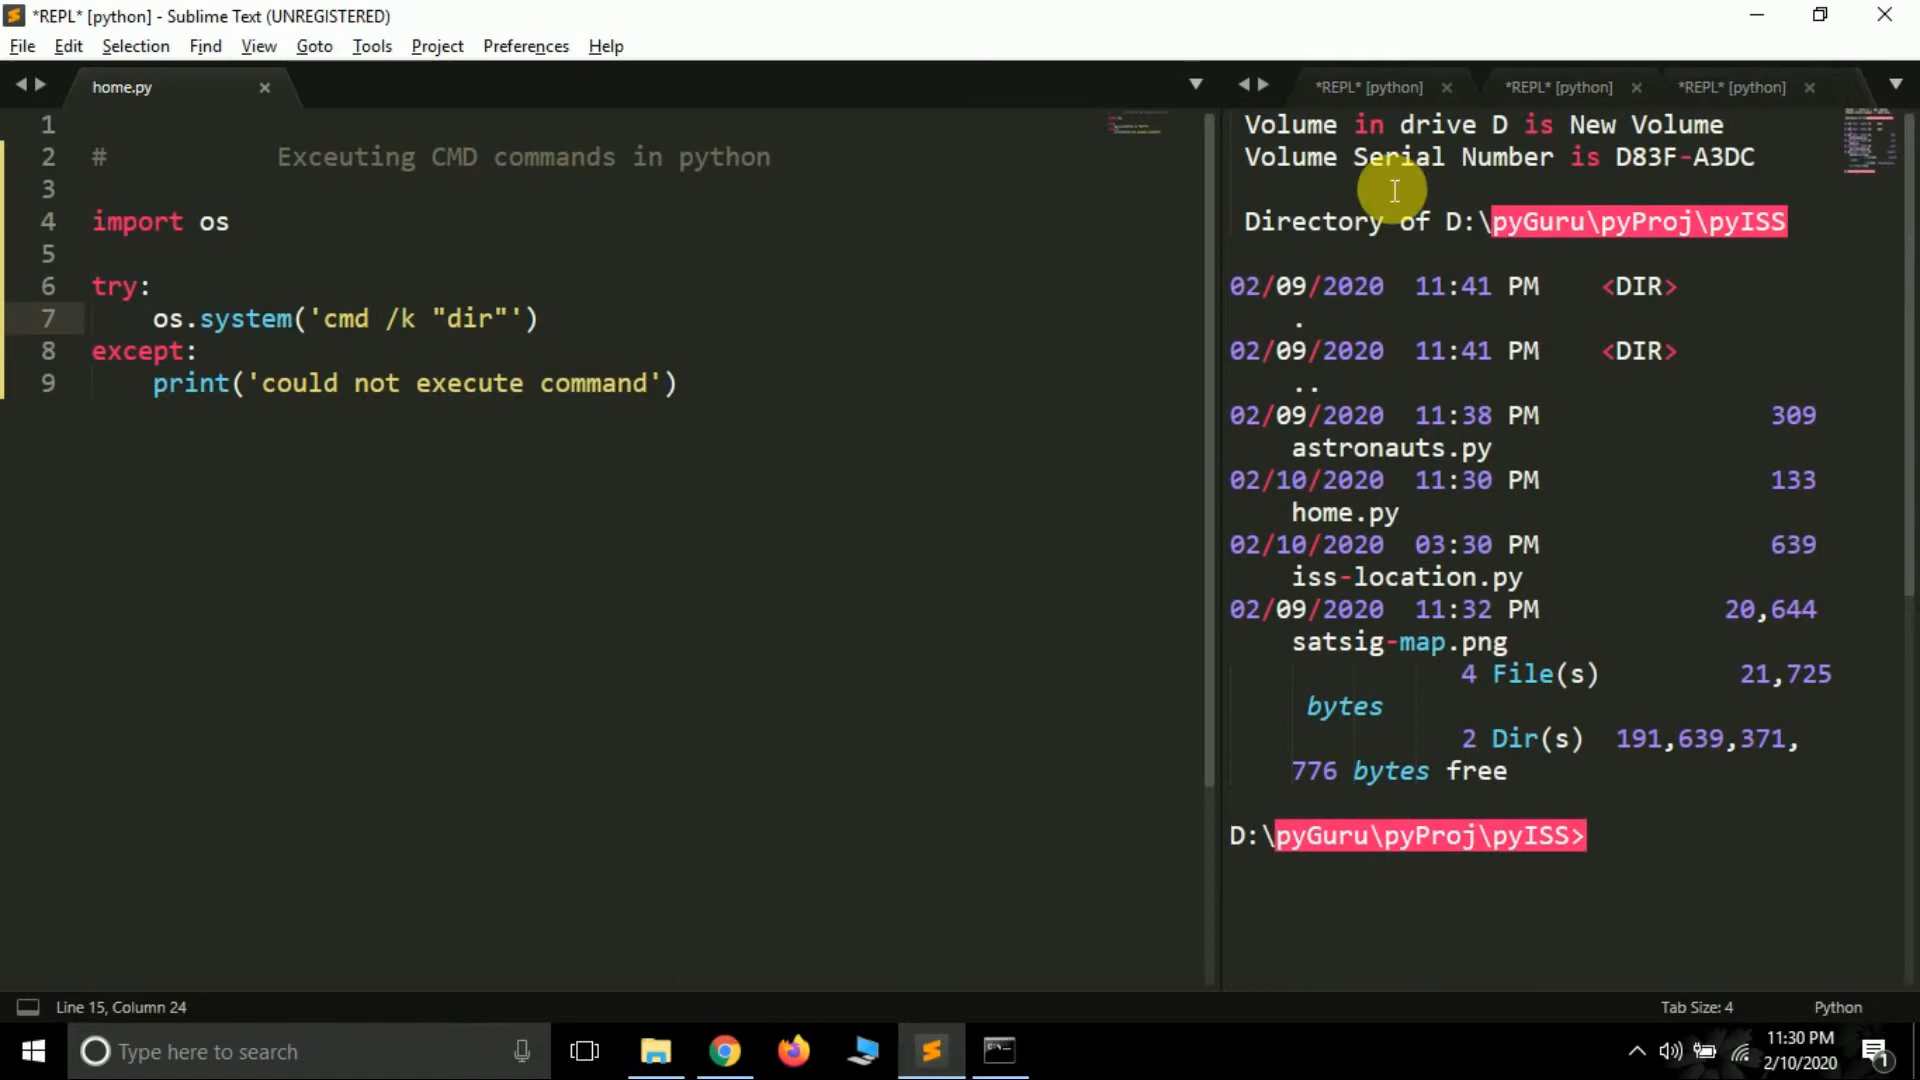 *REPL* [python] - Sublime Text (UNREGISTERED)
File Edit Selection Find View Goto Tools Project Preferences Help
home.py
*REPL* [python] *REPL* [python] *REPL* [python]
1
2 # Exceuting CMD commands in python
3
4 import os
5
6 try:
7 os.system('cmd /k "dir"')
8 except:
9 print('could not execute command')
Volume in drive D is New Volume
Volume Serial Number is D83F-A3DC
Directory of D:\pyGuru\pyProj\pyISS
02/09/2020 11:41 PM <DIR>
.
02/09/2020 11:41 PM <DIR>
..
02/09/2020 11:38 PM 309
astronauts.py
02/10/2020 11:30 PM 133
home.py
02/10/2020 03:30 PM 639
iss-location.py
02/09/2020 11:32 PM 20,644
satsig-map.png
4 File(s) 21,725
bytes
2 Dir(s) 191,639,371,
776 bytes free
D:\pyGuru\pyProj\pyISS>
Line 15, Column 24
Tab Size: 4 Python
Type here to search
11:30 PM
2/10/2020
1